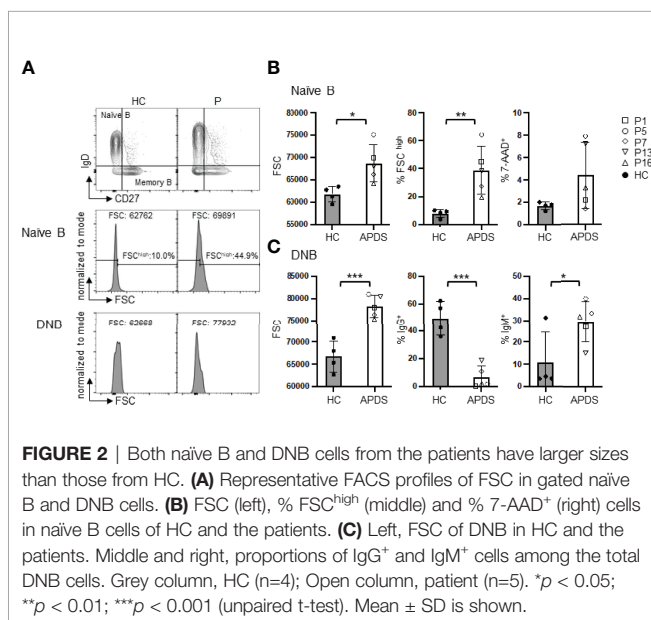 A
HC
P
Naïve B
IgD
Memory B
CD27
Naïve B
normalized to mode
FSC: 62762
FSC: 69891
FSChigh:10.0%
FSChigh:44.9%
FSC
DNB
normalized to mode
FSC: 77922
FSC
B
Naïve B
FSC
80000
75000
70000
65000
60000
55000
*
HC
APDS
% FSC high
80
60
40
20
0
**
HC
APDS
% 7-AAD+
10
8
6
4
2
0
HC
APDS
P1
P5
P7
P13
P16
HC
C
DNB
FSC
85000
80000
75000
70000
65000
60000
***
HC
APDS
% IgG+
80
60
40
20
0
***
HC
APDS
% IgM+
50
40
30
20
10
0
*
HC
APDS
FIGURE 2 | Both naïve B and DNB cells from the patients have larger sizes
than those from HC. (A) Representative FACS profiles of FSC in gated naïve
B and DNB cells. (B) FSC (left), % FSChigh (middle) and % 7-AAD+ (right) cells
in naïve B cells of HC and the patients. (C) Left, FSC of DNB in HC and the
patients. Middle and right, proportions of IgG+ and IgM+ cells among the total
DNB cells. Grey column, HC (n=4); Open column, patient (n=5). *p < 0.05;
**p < 0.01; ***p < 0.001 (unpaired t-test). Mean ± SD is shown.